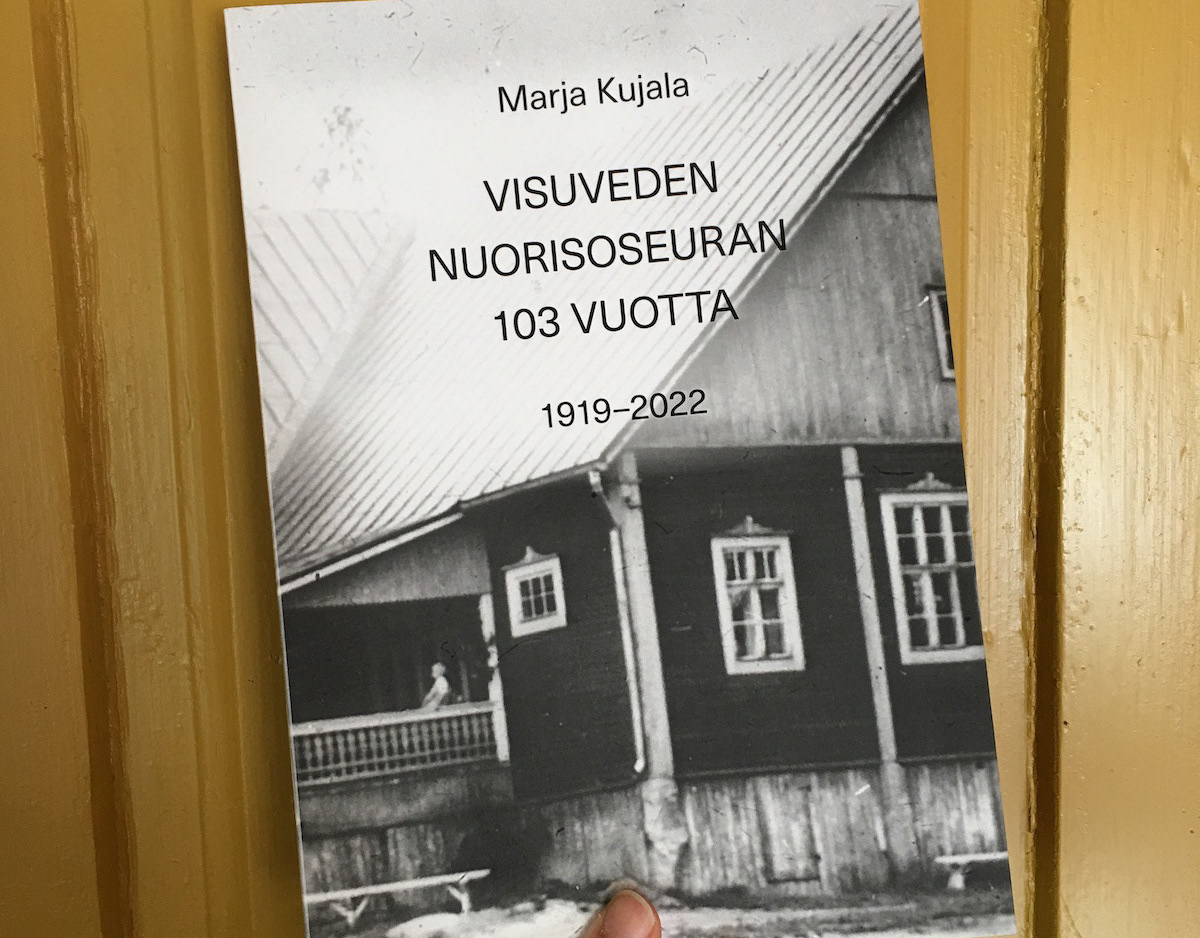 Marja Kujala
VISUVEDEN
NUORISOSEURAN
103 VUOTTA
1919–2022